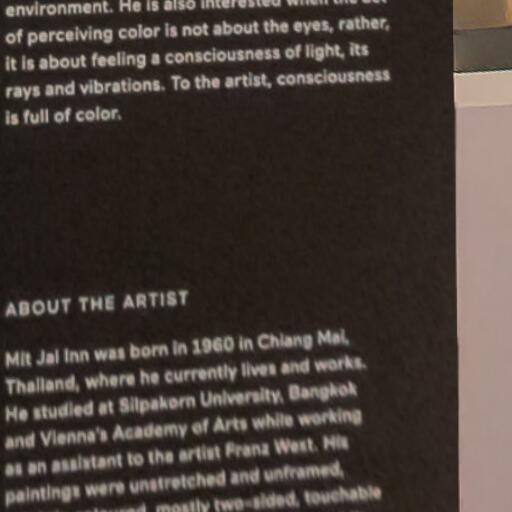 environment. He is also interested when the act
of perceiving color is not about the eyes, rather,
it is about feeling a consciousness of light, its
rays and vibrations. To the artist, consciousness
is full of color.
ABOUT THE ARTIST
Mit Jai Inn was born in 1960 in Chiang Mai,
Thailand, where he currently lives and works.
He studied at Silpakorn University, Bangkok
and Vienna's Academy of Arts while working
as an assistant to the artist Franz West. His
paintings were unstretched and unframed,
mostly two-sided, touchable